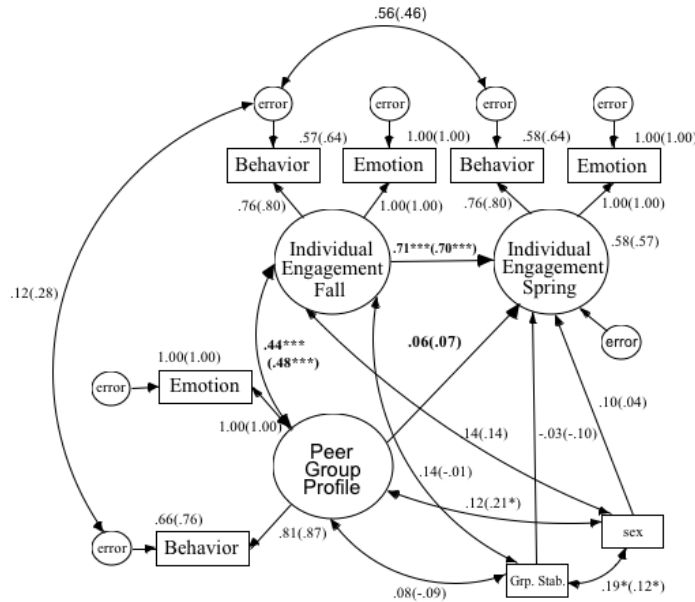 .56(.46)
error
error
error
error
.57(.64)
1.00(1.00)
.58(.64)
1.00(1.00)
Behavior
Emotion
Behavior
Emotion
.76(.80)
1.00(1.00)
.76(.80)
1.00(1.00)
Individual
Engagement
Fall
.71***(.70***)
Individual
Engagement
Spring
.58(.57)
.12(.28)
.44***
(.48***)
.06(.07)
error
1.00(1.00)
error
Emotion
1.00(1.00)
.10(.04)
.14(.14)
-.03(-.10)
Peer
Group
Profile
.14(-.01)
.12(.21*)
.66(.76)
.81(.87)
sex
error
Behavior
Grp. Stab.
.19*(.12*)
.08(-.09)